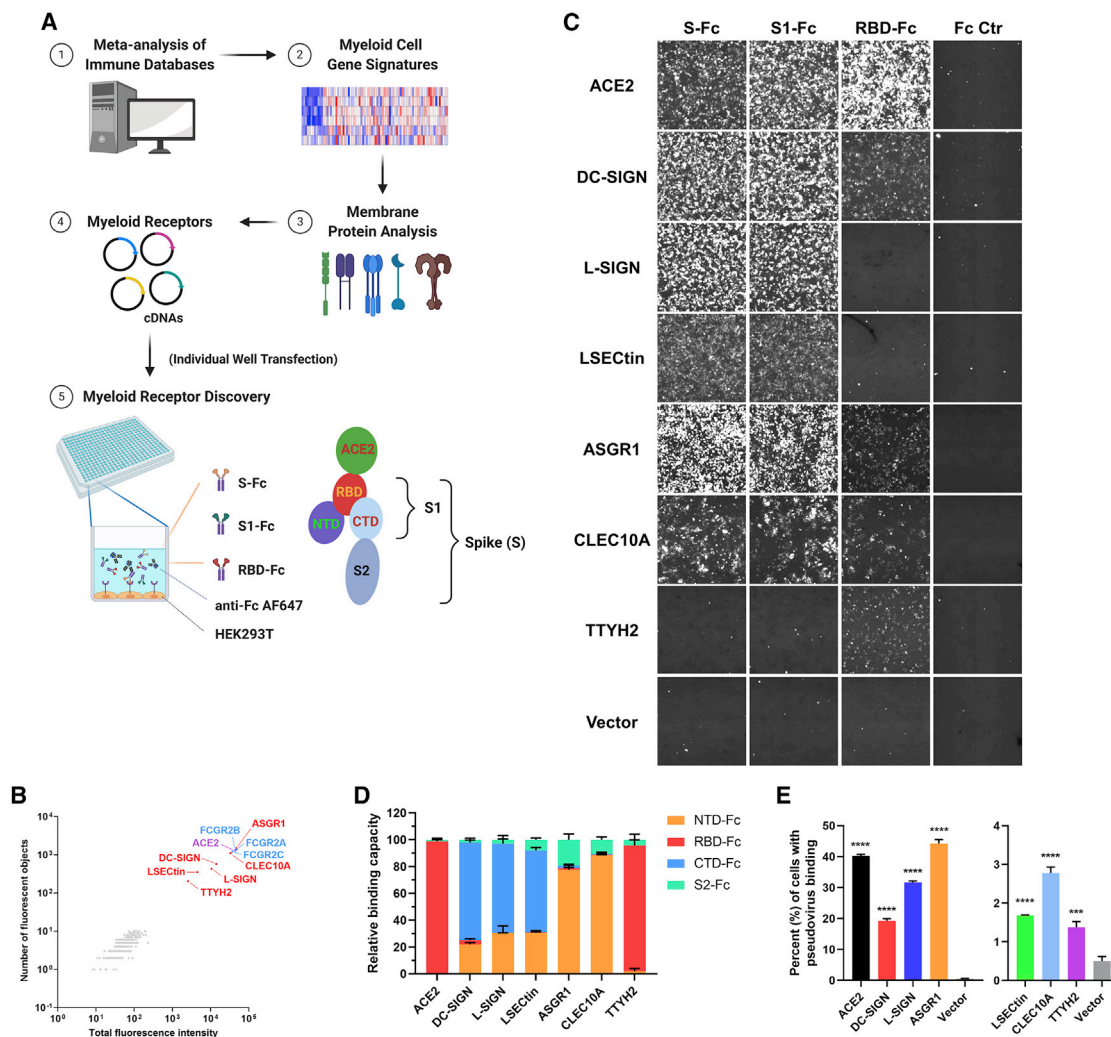 A
1
Meta-analysis of
Immune Databases
2
Myeloid Cell
Gene Signatures
4
Myeloid Receptors
3
Membrane
Protein Analysis
cDNAs
(Individual Well Transfection)
5
Myeloid Receptor Discovery
S-Fc
S1-Fc
RBD-Fc
anti-Fc AF647
HEK293T
ACE2
RBD
NTD
CTD
S1
S2
Spike (S)
C
S-Fc
S1-Fc
RBD-Fc
Fc Ctr
ACE2
DC-SIGN
L-SIGN
LSECtin
ASGR1
CLEC10A
TTYH2
Vector
B
Number of fluorescent objects
10^4
10^3
10^2
10^1
10^0
10^-1
FCGR2B
ASGR1
ACE2
FCGR2A
FCGR2C
DC-SIGN
CLEC10A
LSECtin
L-SIGN
TTYH2
10^0
10^1
10^2
10^3
10^4
10^5
Total fluorescence intensity
D
Relative binding capacity
120
100
80
60
40
20
0
NTD-Fc
RBD-Fc
CTD-Fc
S2-Fc
ACE2
DC-SIGN
L-SIGN
LSECtin
ASGR1
CLEC10A
TTYH2
E
Percent (%) of cells with
pseudovirus binding
50
40
30
20
10
0
****
****
****
****
ACE2
DC-SIGN
L-SIGN
ASGR1
Vector
4
3
2
1
0
****
****
***
LSECtin
CLEC10A
TTYH2
Vector